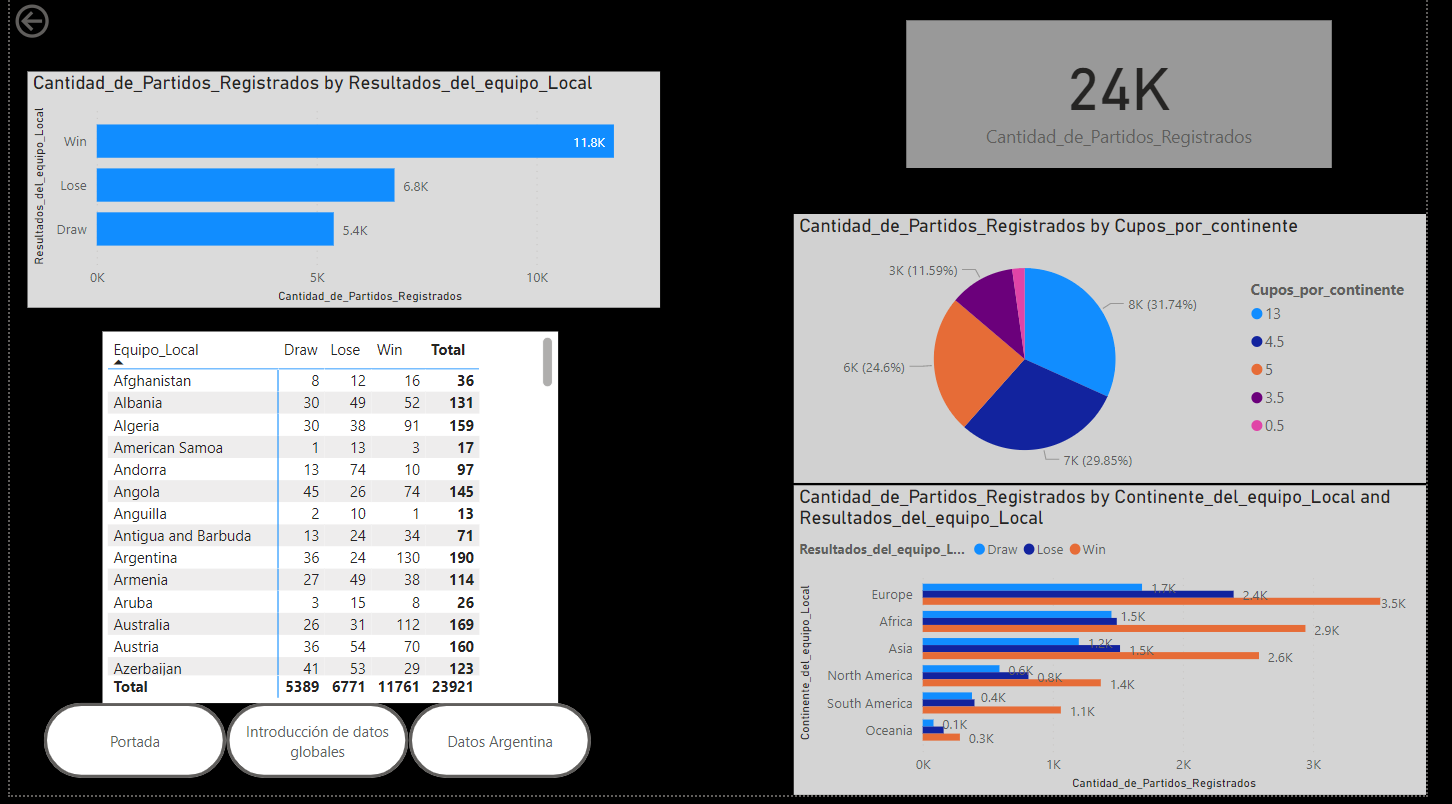 Cantidad_de_Partidos_Registrados by Resultados_del_equipo_Local
Resultados_del_equipo_Local
Win 11.8K
Lose 6.8K
Draw 5.4K
0K 5K 10K
Cantidad_de_Partidos_Registrados
Equipo_Local Draw Lose Win Total
Afghanistan 8 12 16 36
Albania 30 49 52 131
Algeria 30 38 91 159
American Samoa 1 13 3 17
Andorra 13 74 10 97
Angola 45 26 74 145
Anguilla 2 10 1 13
Antigua and Barbuda 13 24 34 71
Argentina 36 24 130 190
Armenia 27 49 38 114
Aruba 3 15 8 26
Australia 26 31 112 169
Austria 36 54 70 160
Azerbaijan 41 53 29 123
Total 5389 6771 11761 23921
Portada
Introducción de datos
globales
Datos Argentina
24K
Cantidad_de_Partidos_Registrados
Cantidad_de_Partidos_Registrados by Cupos_por_continente
3K (11.59%)
8K (31.74%)
6K (24.6%)
7K (29.85%)
Cupos_por_continente
13
4.5
5
3.5
0.5
Cantidad_de_Partidos_Registrados by Continente_del_equipo_Local and
Resultados_del_equipo_Local
Resultados_del_equipo_L... Draw Lose Win
Continente_del_equipo_Local
Europe 1.7K 2.4K 3.5K
Africa 1.5K 2.9K
Asia 1.2K 1.5K 2.6K
North America 0.6K 0.8K 1.4K
South America 0.4K 1.1K
Oceania 0.1K 0.3K
0K 1K 2K 3K
Cantidad_de_Partidos_Registrados